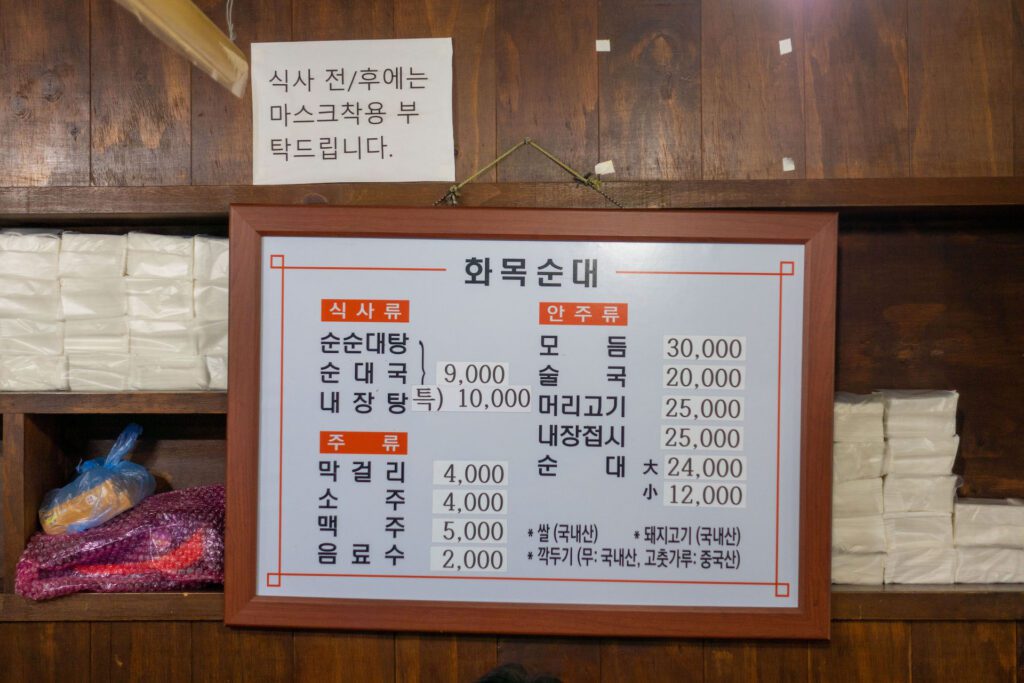 식사 전/후에는
마스크착용 부
탁드립니다.
화목순대
식사류
순순대탕
순대국 9,000
내장탕 특) 10,000
주류
막걸리 4,000
소주 4,000
맥주 5,000
음료수 2,000
안주류
모듬 30,000
술국 20,000
머리고기 25,000
내장접시 25,000
순대 大 24,000
小 12,000
* 쌀 (국내산) * 돼지고기 (국내산)
* 깍두기 (무: 국내산, 고춧가루: 중국산)